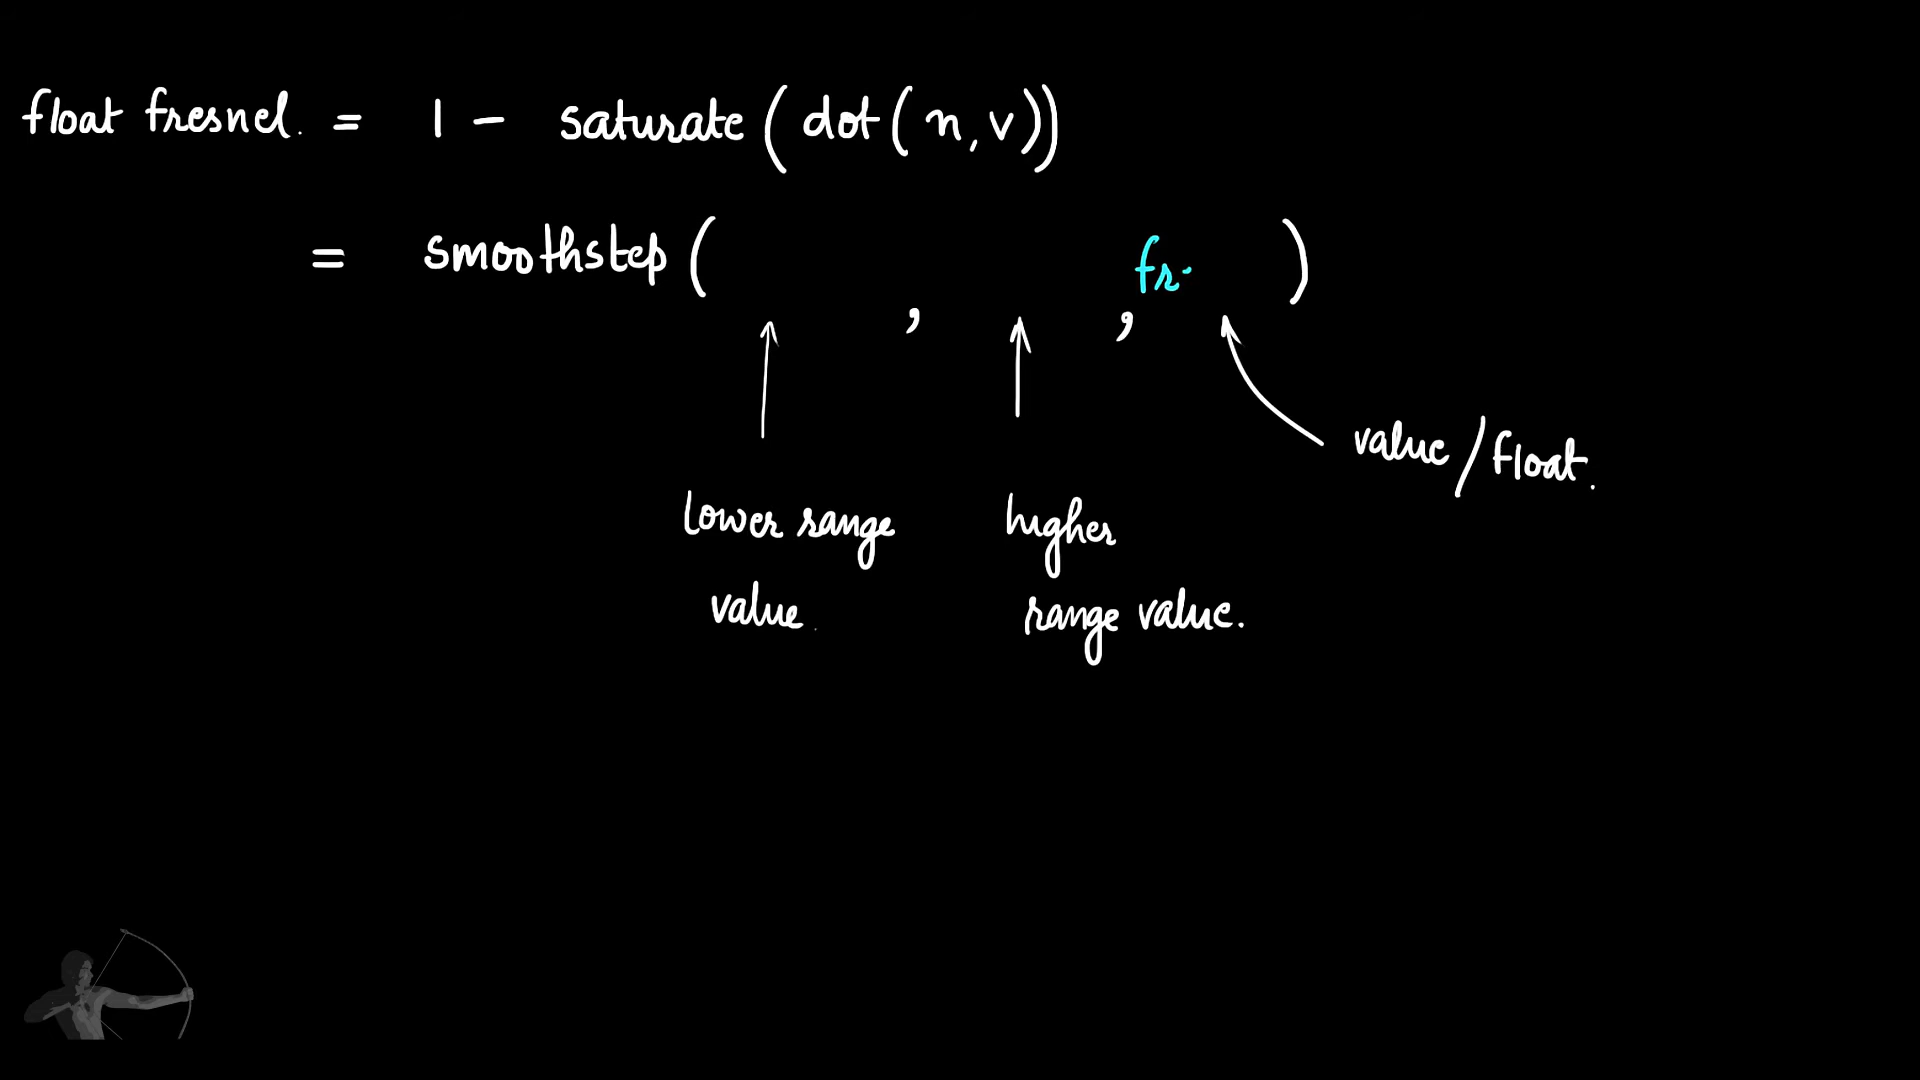 float fresnel. = 1 - saturate(dot(n,v))
= smoothstep( , , fr. )
value/float.
lower range
value.
higher
range value.